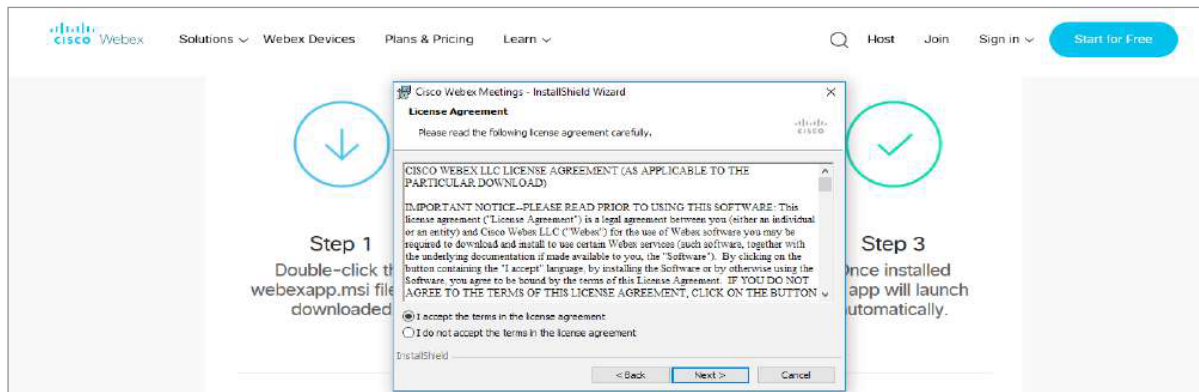 CISCO Webex Solutions Webex Devices Plans & Pricing Learn Host Join Sign in Start for Free
Cisco Webex Meetings - InstallShield Wizard
License Agreement
Please read the following license agreement carefully.
CISCO
CISCO WEBEX LLC LICENSE AGREEMENT (AS APPLICABLE TO THE
PARTICULAR DOWNLOAD)
IMPORTANT NOTICE--PLEASE READ PRIOR TO USING THIS SOFTWARE: This
license agreement ("License Agreement") is a legal agreement between you (either an individual
or an entity) and Cisco Webex LLC ("Webex") for the use of Webex software you may be
required to download and install to use certain Webex services (such software, together with
the underlying documentation if made available to you, the "Software"). By clicking on the
button containing the "I accept" language, by installing the Software or by otherwise using the
Software, you agree to be bound by the terms of this License Agreement. IF YOU DO NOT
AGREE TO THE TERMS OF THIS LICENSE AGREEMENT, CLICK ON THE BUTTON
I accept the terms in the license agreement
I do not accept the terms in the license agreement
InstallShield
< Back Next > Cancel
Step 1
Double-click
webexapp.msi file
downloaded
Step 3
Once installed
app will launch
automatically.